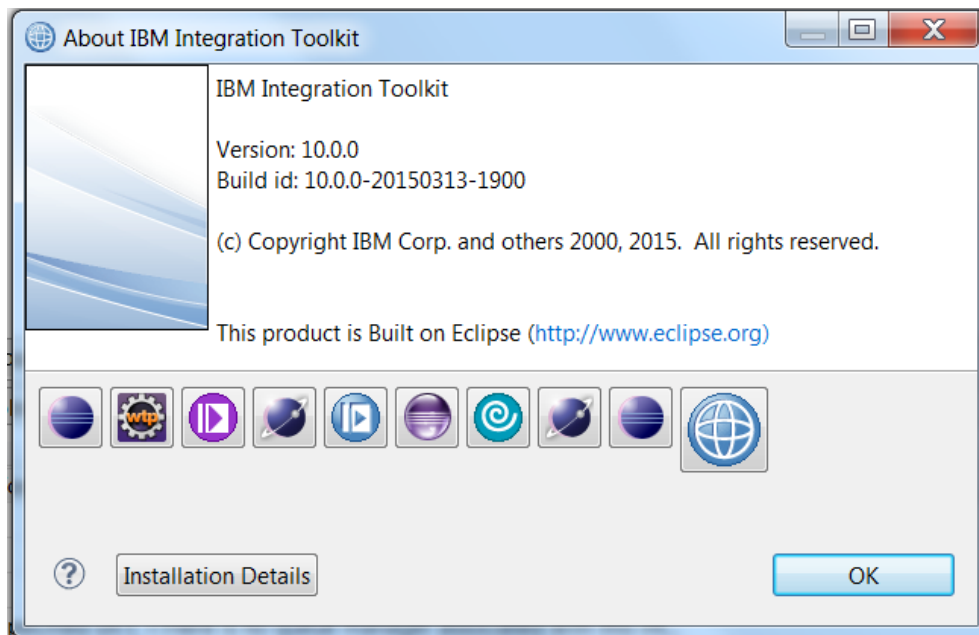 About IBM Integration Toolkit
IBM Integration Toolkit
Version: 10.0.0
Build id: 10.0.0-20150313-1900
(c) Copyright IBM Corp. and others 2000, 2015.  All rights reserved.
This product is Built on Eclipse (http://www.eclipse.org)
wtp
Installation Details
OK